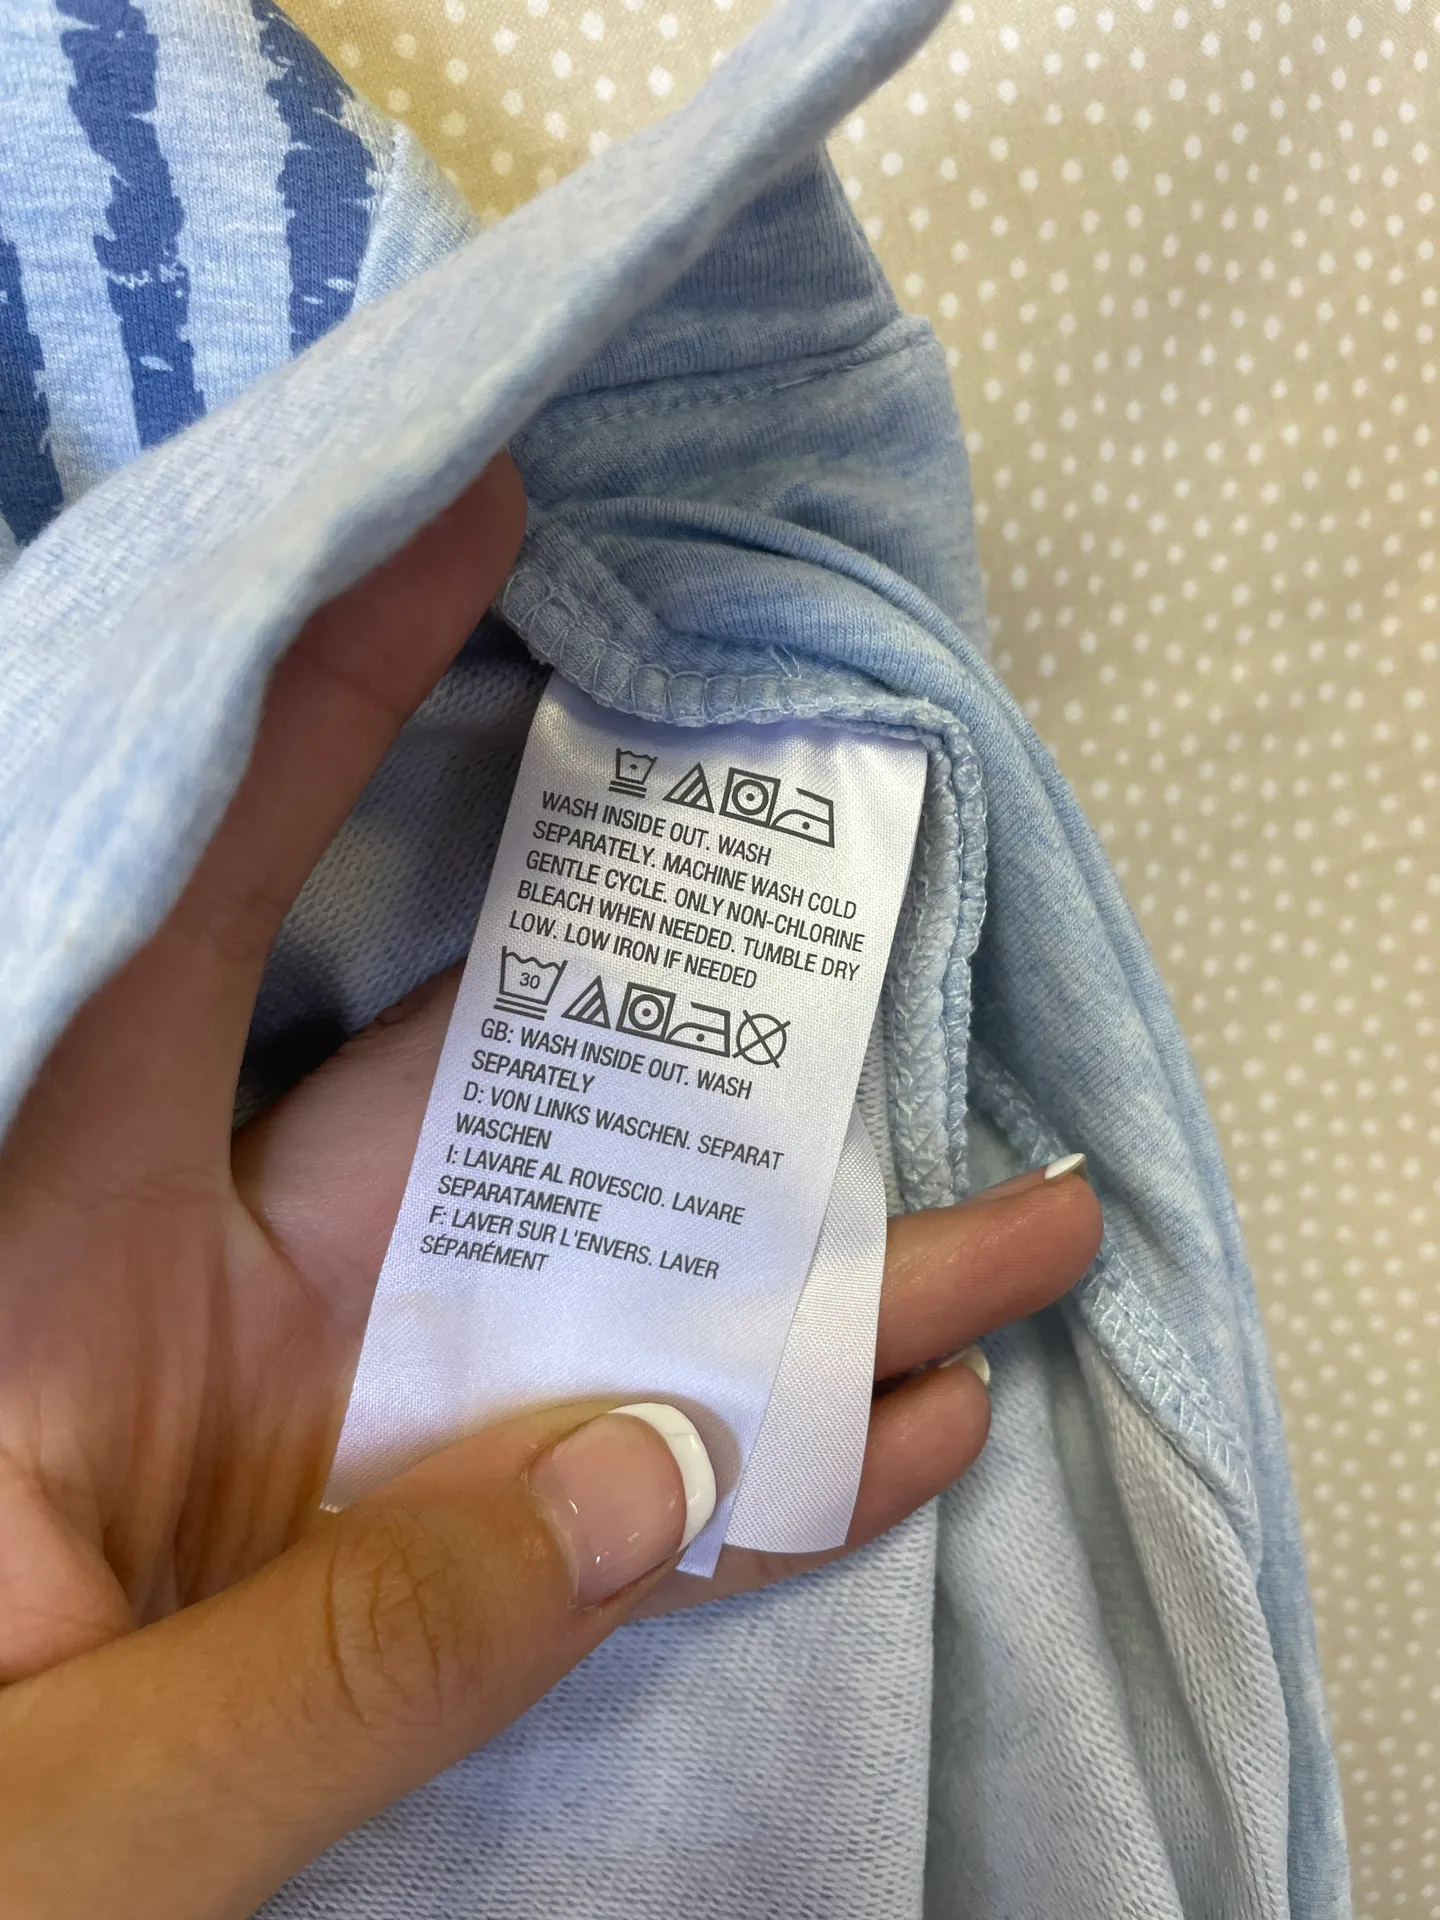 WASH INSIDE OUT. WASH
SEPARATELY. MACHINE WASH COLD
GENTLE CYCLE. ONLY NON-CHLORINE
BLEACH WHEN NEEDED. TUMBLE DRY
LOW. LOW IRON IF NEEDED
30
GB: WASH INSIDE OUT. WASH
SEPARATELY
D: VON LINKS WASCHEN. SEPARAT
WASCHEN
I: LAVARE AL ROVESCIO. LAVARE
SEPARATAMENTE
F: LAVER SUR L'ENVERS. LAVER
SÉPARÉMENT